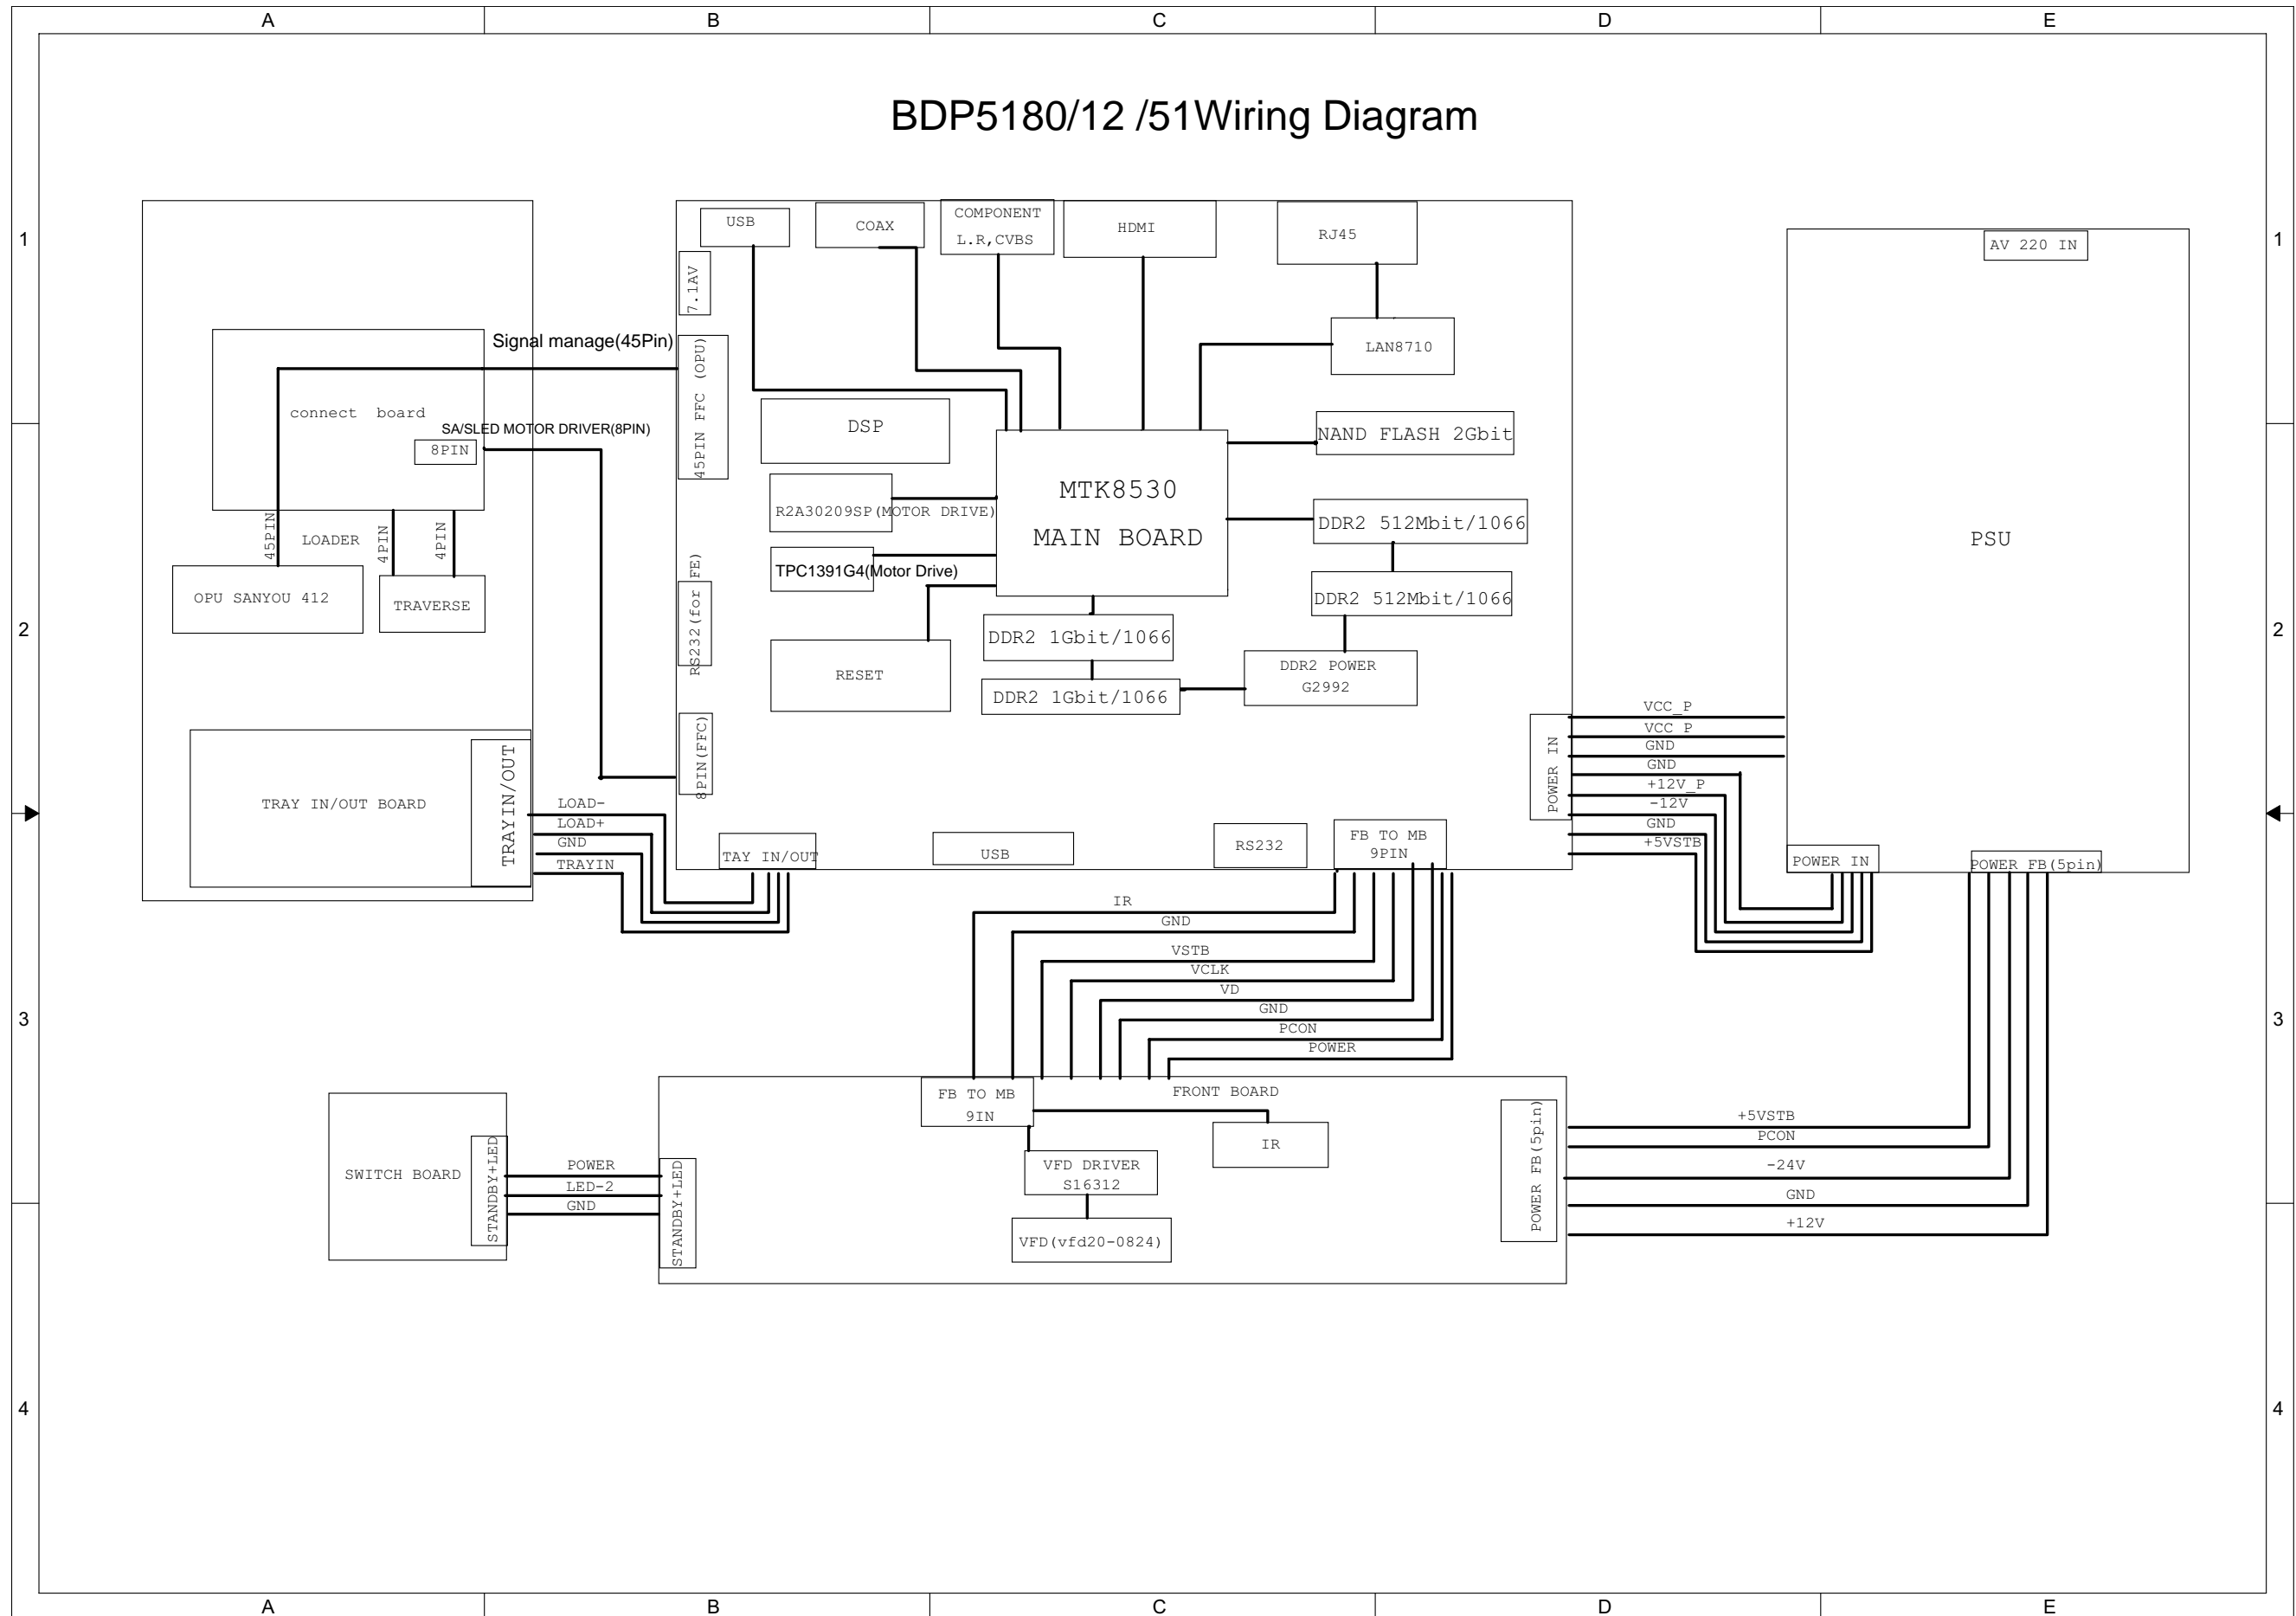 A B C D E
BDP5180/12 /51Wiring Diagram
1
1
USB
COAX
COMPONENT
L.R,CVBS
HDMI
RJ45
AV 220 IN
7.1AV
Signal manage(45Pin)
45PIN FFC (OPU)
LAN8710
connect board
SA/SLED MOTOR DRIVER(8PIN)
8PIN
DSP
NAND FLASH 2Gbit
MTK8530
MAIN BOARD
R2A30209SP(MOTOR DRIVE)
DDR2 512Mbit/1066
PSU
45PIN
LOADER
4PIN
4PIN
TPC1391G4(Motor Drive)
OPU SANYOU 412
TRAVERSE
RS232(for FE)
DDR2 512Mbit/1066
2
2
DDR2 1Gbit/1066
RESET
DDR2 POWER
G2992
DDR2 1Gbit/1066
8PIN(FFC)
POWER IN
VCC_P
VCC_P
GND
GND
+12V_P
-12V
GND
+5VSTB
TRAY IN/OUT BOARD
TRAYIN/OUT
LOAD-
LOAD+
GND
TRAYIN
TAY IN/OUT
USB
RS232
FB TO MB
9PIN
POWER IN
POWER FB(5pin)
IR
GND
VSTB
VCLK
VD
GND
PCON
POWER
3
3
FB TO MB
9IN
FRONT BOARD
IR
VFD DRIVER
S16312
VFD(vfd20-0824)
SWITCH BOARD
STANDBY+LED
POWER
LED-2
GND
STANDBY+LED
POWER FB(5pin)
+5VSTB
PCON
-24V
GND
+12V
4
4
A B C D E